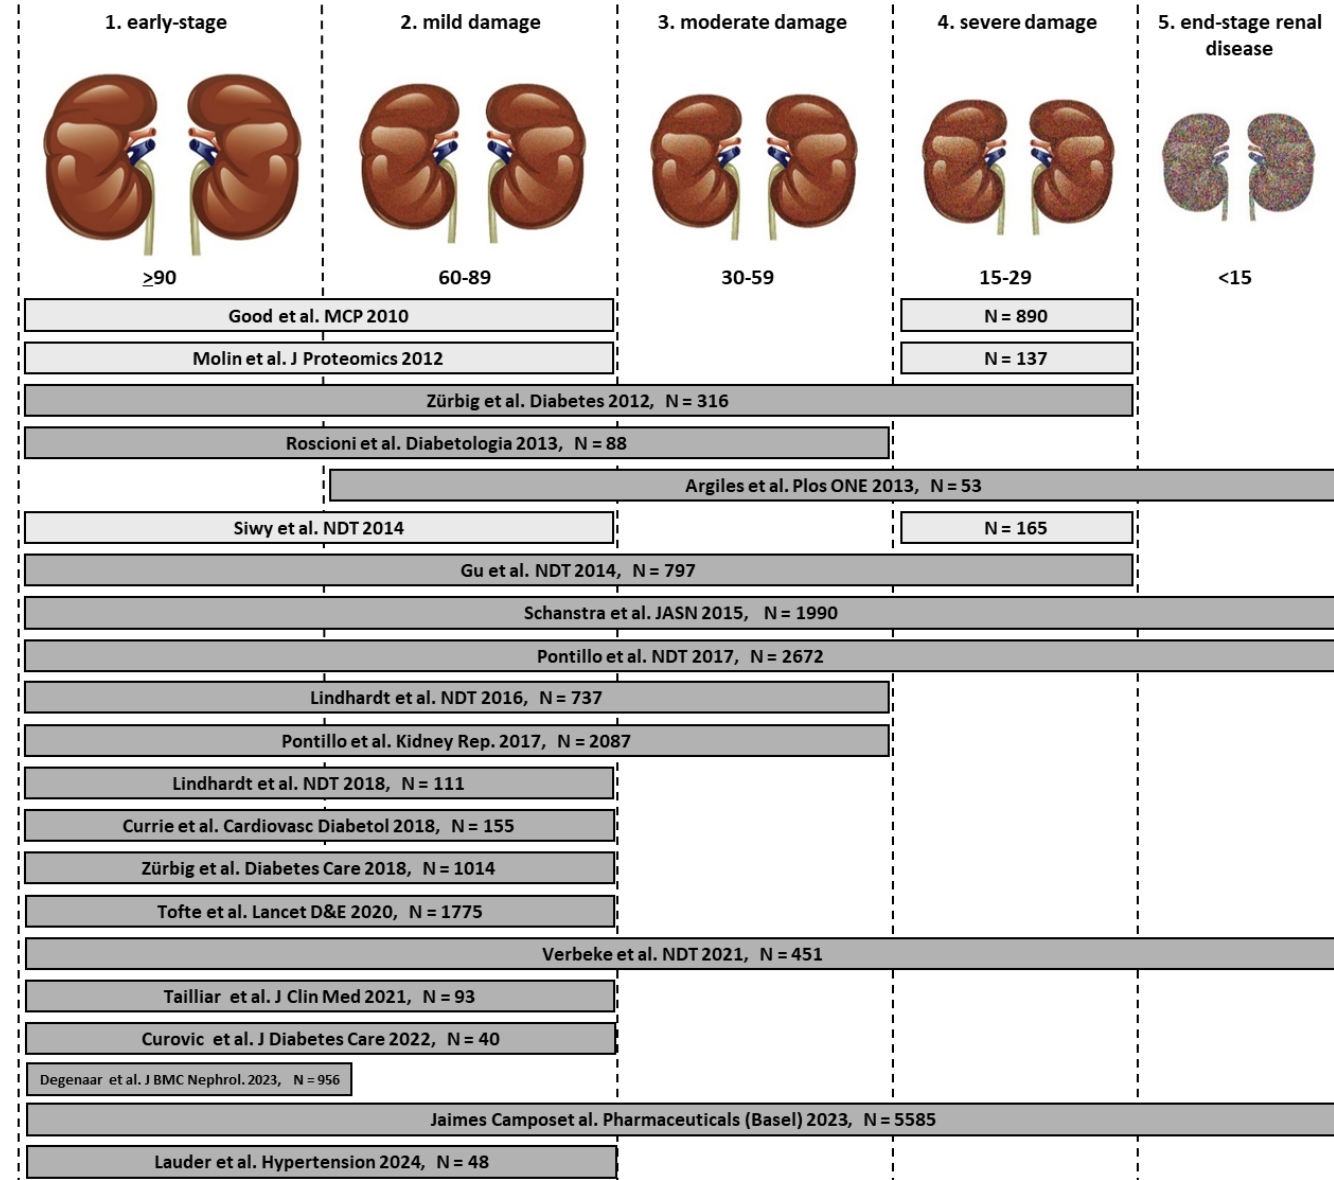 1. early-stage
2. mild damage
3. moderate damage
4. severe damage
5. end-stage renal
disease
≥90
60-89
30-59
15-29
<15
Good et al. MCP 2010
N = 890
Molin et al. J Proteomics 2012
N = 137
Zürbig et al. Diabetes 2012, N = 316
Roscioni et al. Diabetologia 2013, N = 88
Argiles et al. Plos ONE 2013, N = 53
Siwy et al. NDT 2014
N = 165
Gu et al. NDT 2014, N = 797
Schanstra et al. JASN 2015, N = 1990
Pontillo et al. NDT 2017, N = 2672
Lindhardt et al. NDT 2016, N = 737
Pontillo et al. Kidney Rep. 2017, N = 2087
Lindhardt et al. NDT 2018, N = 111
Currie et al. Cardiovasc Diabetol 2018, N = 155
Zürbig et al. Diabetes Care 2018, N = 1014
Tofte et al. Lancet D&E 2020, N = 1775
Verbeke et al. NDT 2021, N = 451
Tailliar et al. J Clin Med 2021, N = 93
Curovic et al. J Diabetes Care 2022, N = 40
Degenaar et al. J BMC Nephrol. 2023, N = 956
Jaimes Camposet al. Pharmaceuticals (Basel) 2023, N = 5585
Lauder et al. Hypertension 2024, N = 48